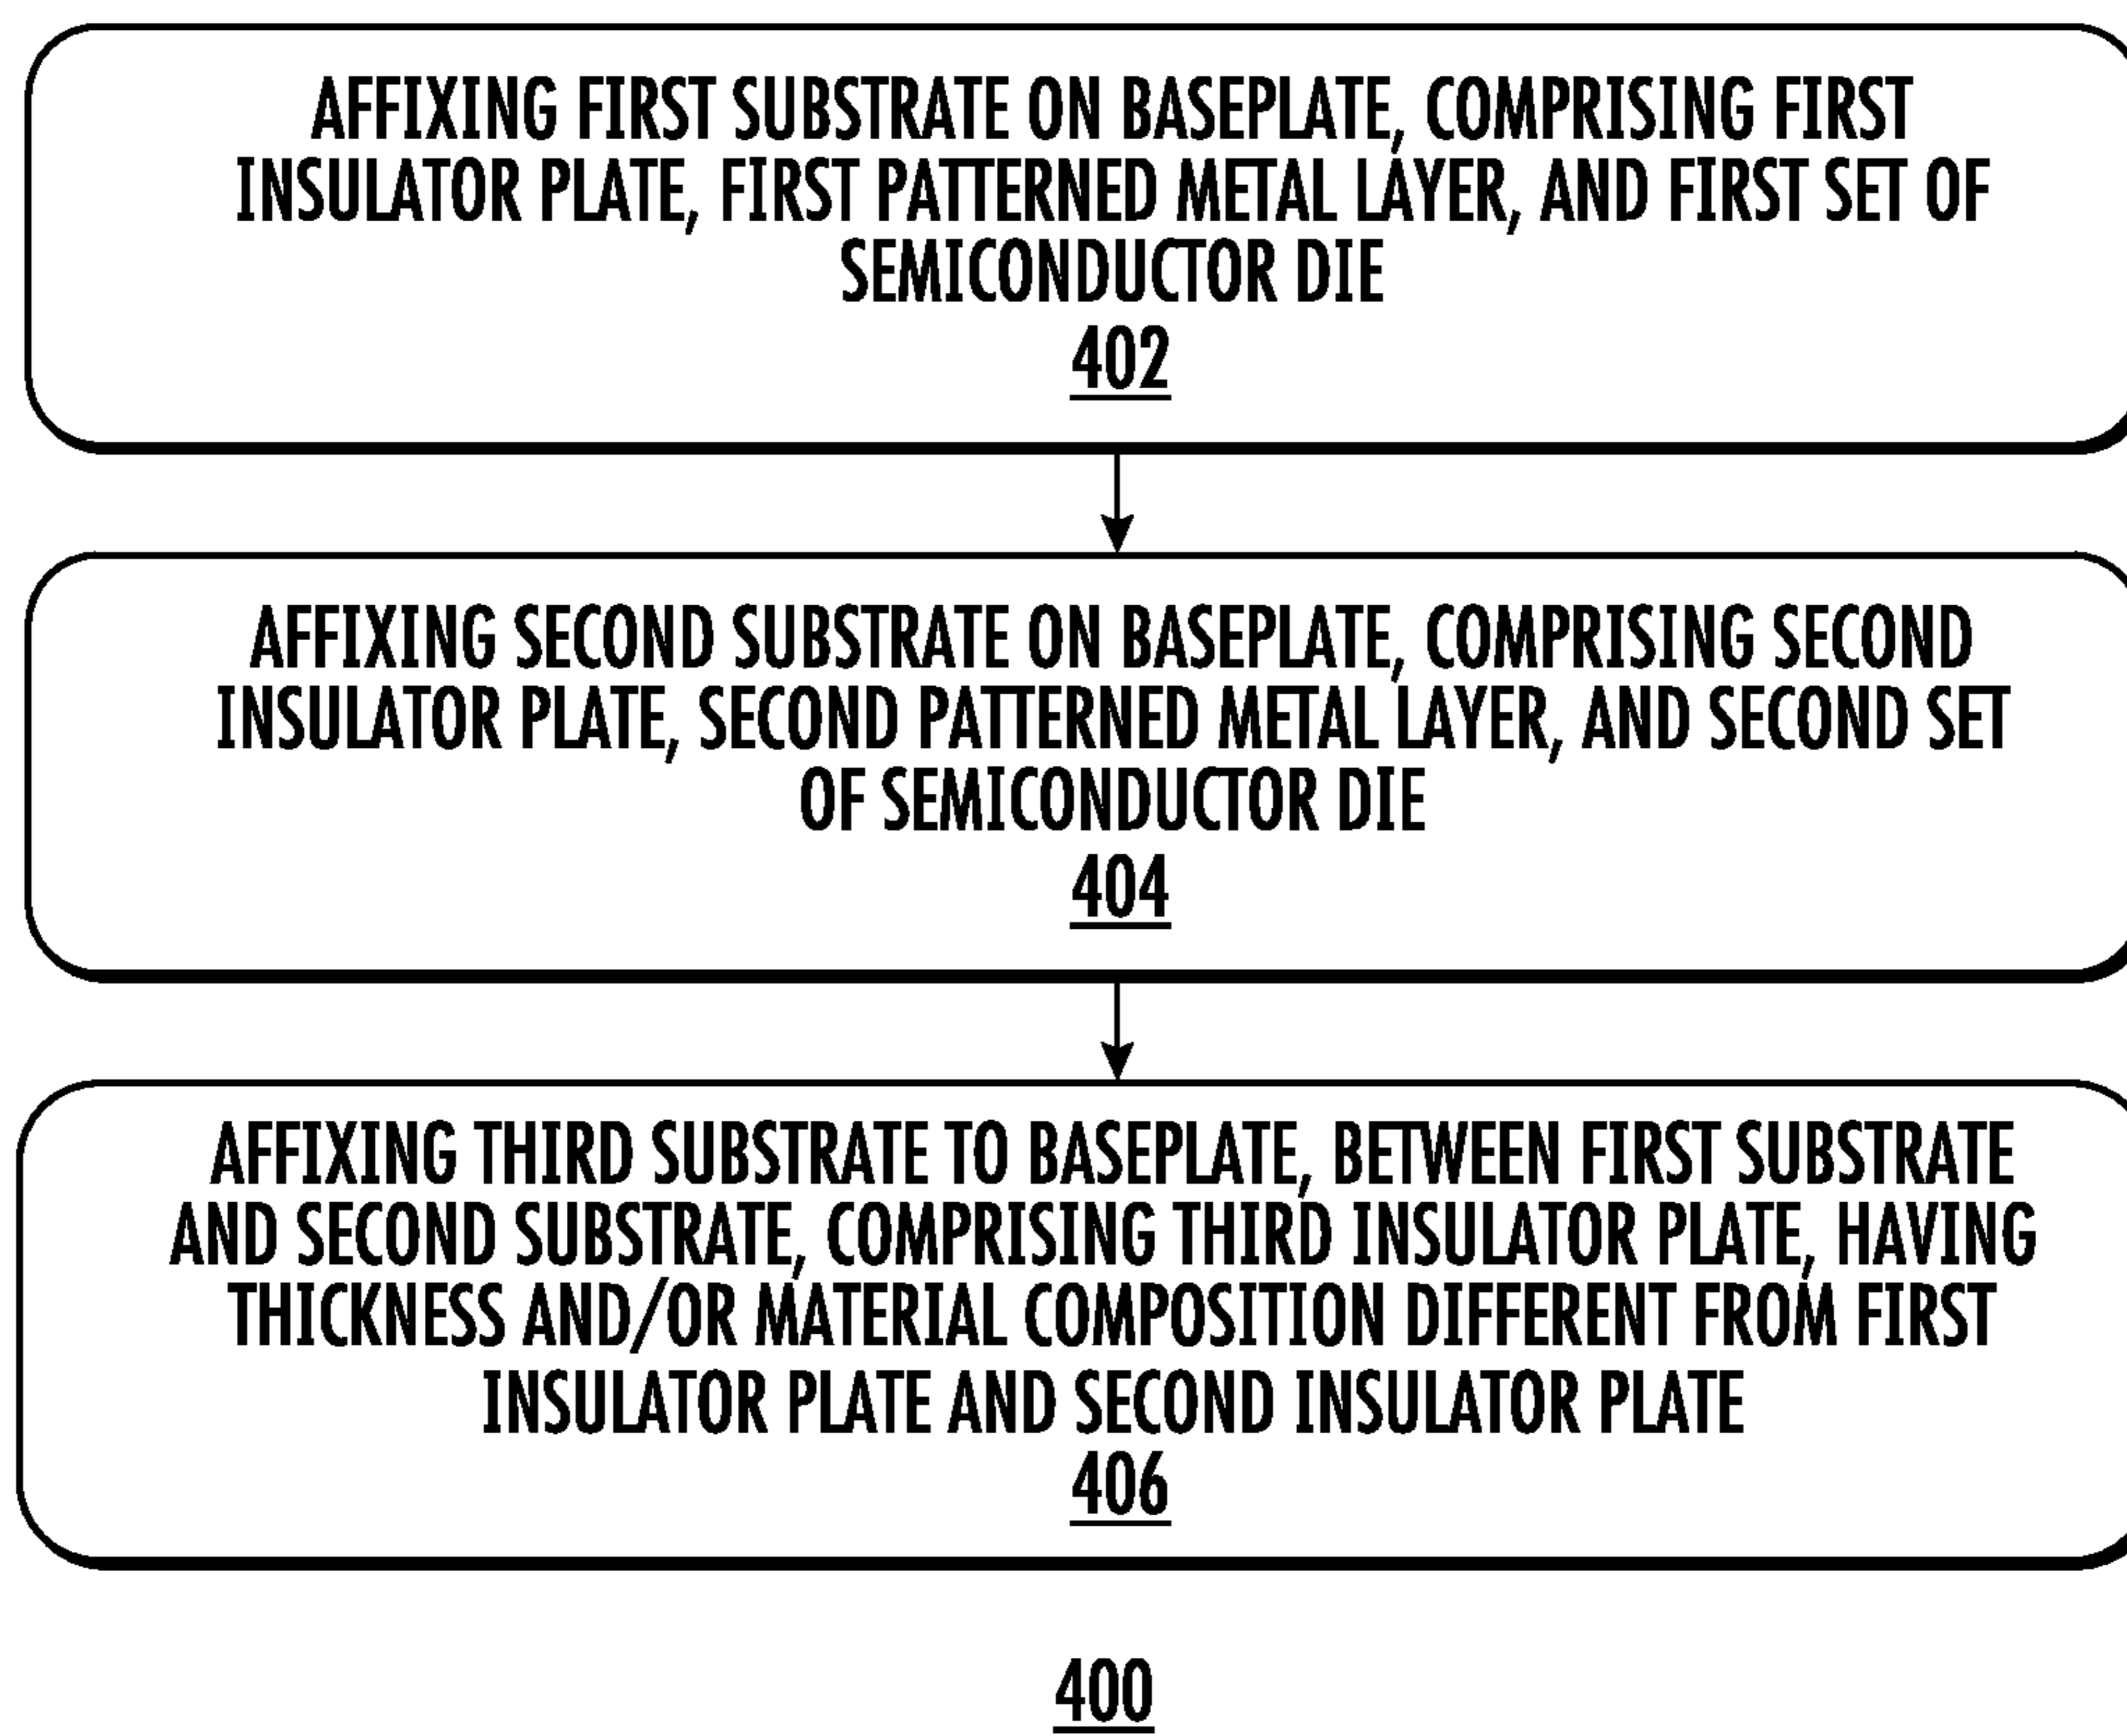 AFFIXING FIRST SUBSTRATE ON BASEPLATE, COMPRISING FIRST
INSULATOR PLATE, FIRST PATTERNED METAL LAYER, AND FIRST SET OF
SEMICONDUCTOR DIE
402
AFFIXING SECOND SUBSTRATE ON BASEPLATE, COMPRISING SECOND
INSULATOR PLATE, SECOND PATTERNED METAL LAYER, AND SECOND SET
OF SEMICONDUCTOR DIE
404
AFFIXING THIRD SUBSTRATE TO BASEPLATE, BETWEEN FIRST SUBSTRATE
AND SECOND SUBSTRATE, COMPRISING THIRD INSULATOR PLATE, HAVING
THICKNESS AND/OR MATERIAL COMPOSITION DIFFERENT FROM FIRST
INSULATOR PLATE AND SECOND INSULATOR PLATE
406
400